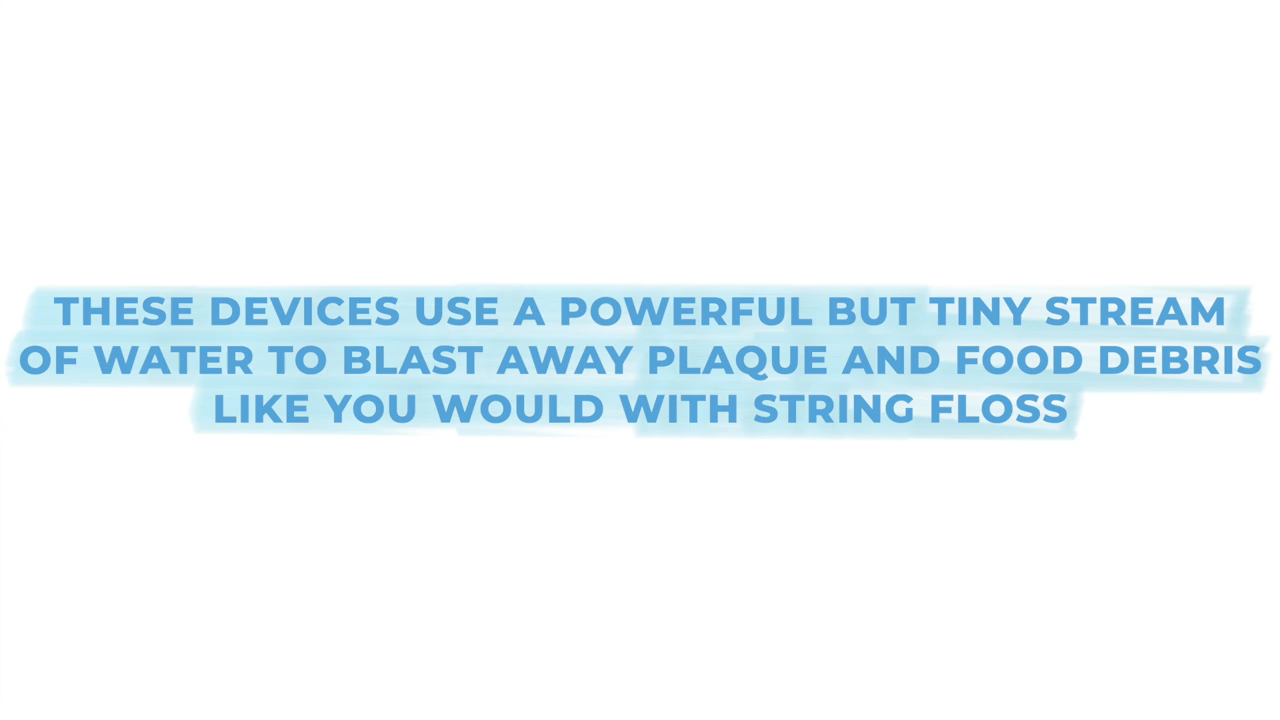 THESE DEVICES USE A POWERFUL BUT TINY STREAM
OF WATER TO BLAST AWAY PLAQUE AND FOOD DEBRIS
LIKE YOU WOULD WITH STRING FLOSS